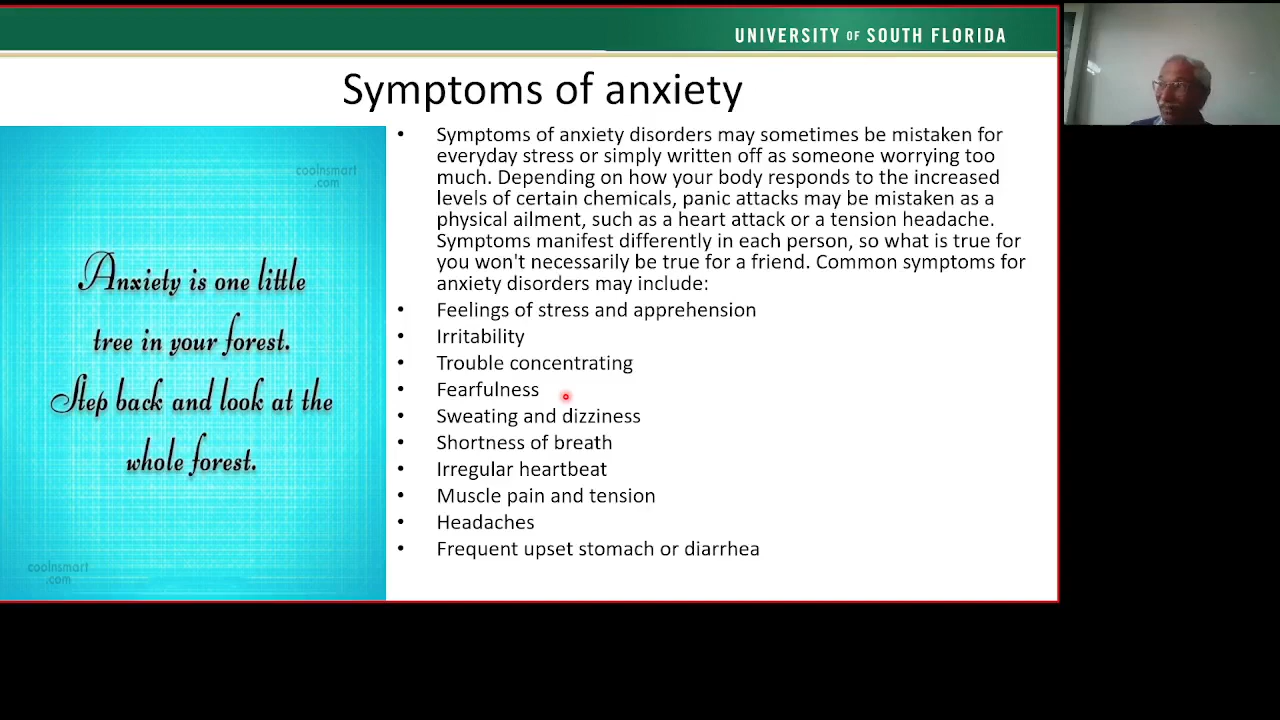 UNIVERSITY OF SOUTH FLORIDA
Symptoms of anxiety
coolnsmart
.com
Anxiety is one little
tree in your forest.
Step back and look at the
whole forest.
coolnsmart
.com
• Symptoms of anxiety disorders may sometimes be mistaken for
everyday stress or simply written off as someone worrying too
much. Depending on how your body responds to the increased
levels of certain chemicals, panic attacks may be mistaken as a
physical ailment, such as a heart attack or a tension headache.
Symptoms manifest differently in each person, so what is true for
you won't necessarily be true for a friend. Common symptoms for
anxiety disorders may include:
• Feelings of stress and apprehension
• Irritability
• Trouble concentrating
• Fearfulness
• Sweating and dizziness
• Shortness of breath
• Irregular heartbeat
• Muscle pain and tension
• Headaches
• Frequent upset stomach or diarrhea